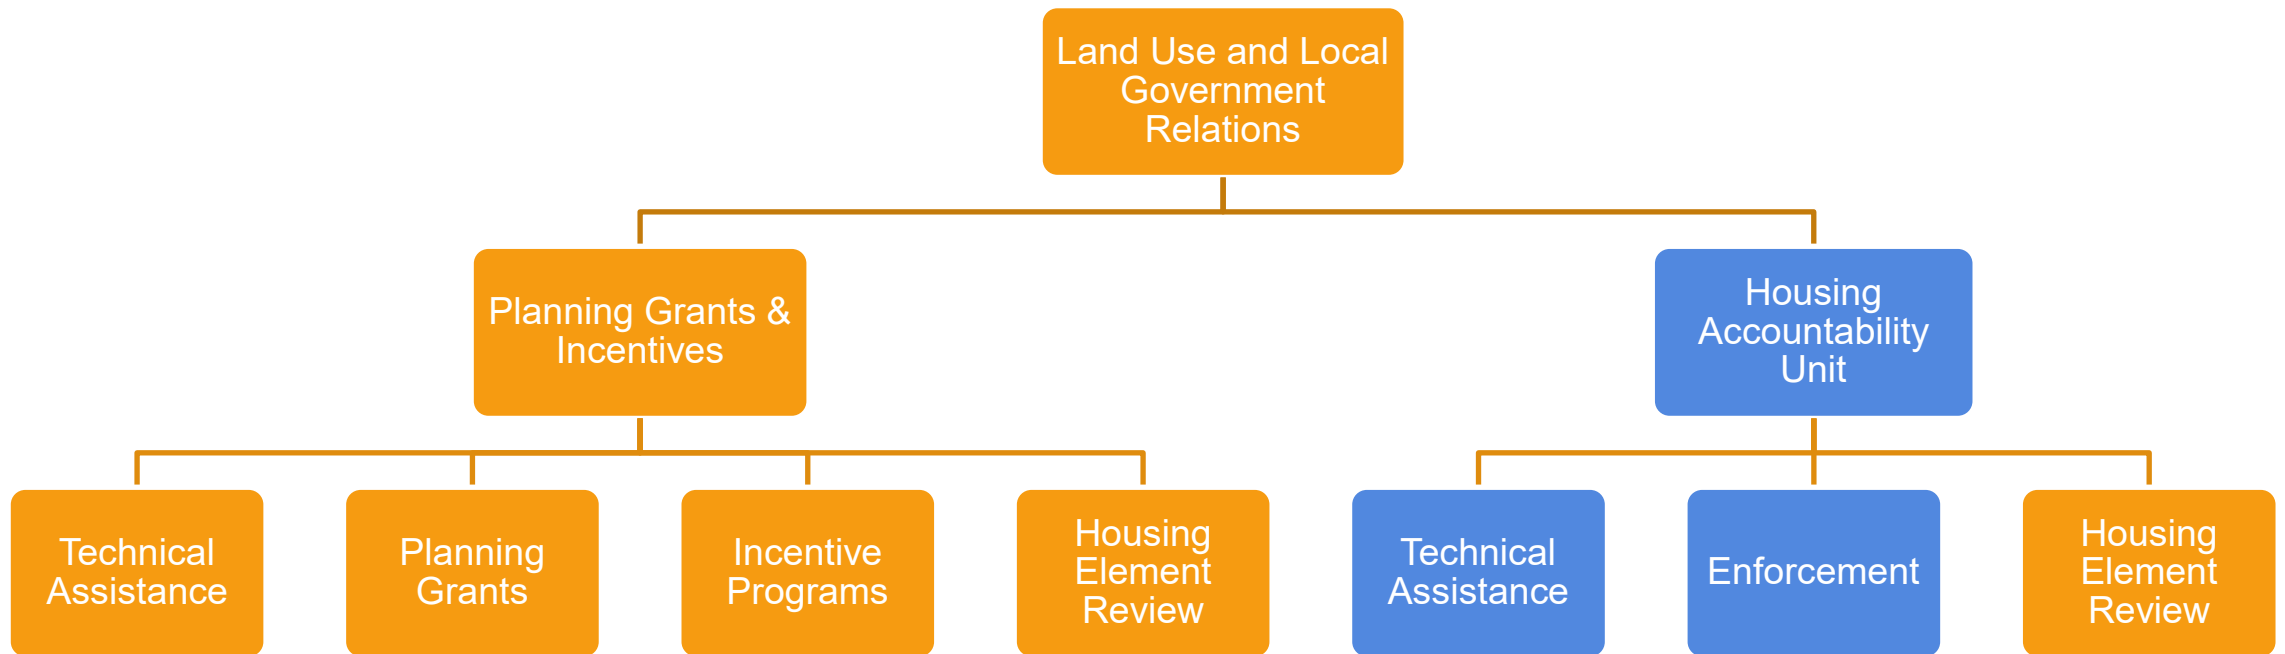 Land Use and Local
Government
Relations
Planning Grants &
Incentives
Housing
Accountability
Unit
Technical
Assistance
Planning
Grants
Incentive
Programs
Housing
Element
Review
Technical
Assistance
Enforcement
Housing
Element
Review